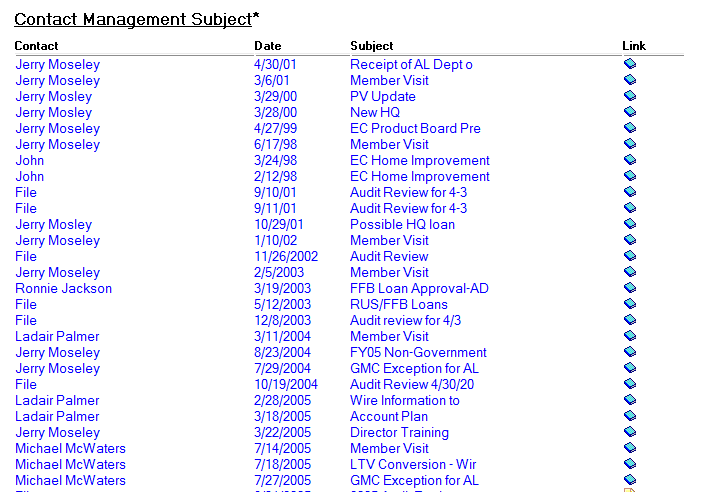 Contact Management Subject*
Contact Date Subject Link
Jerry Moseley 4/30/01 Receipt of AL Dept o
Jerry Moseley 3/6/01 Member Visit
Jerry Mosley 3/29/00 PV Update
Jerry Mosley 3/28/00 New HQ
Jerry Moseley 4/27/99 EC Product Board Pre
Jerry Moseley 6/17/98 Member Visit
John 3/24/98 EC Home Improvement
John 2/12/98 EC Home Improvement
File 9/10/01 Audit Review for 4-3
File 9/11/01 Audit Review for 4-3
Jerry Mosley 10/29/01 Possible HQ loan
Jerry Moseley 1/10/02 Member Visit
File 11/26/2002 Audit Review
Jerry Moseley 2/5/2003 Member Visit
Ronnie Jackson 3/19/2003 FFB Loan Approval-AD
File 5/12/2003 RUS/FFB Loans
File 12/8/2003 Audit review for 4/3
Ladair Palmer 3/11/2004 Member Visit
Jerry Moseley 8/23/2004 FY05 Non-Government
Jerry Moseley 7/29/2004 GMC Exception for AL
File 10/19/2004 Audit Review 4/30/20
Ladair Palmer 2/28/2005 Wire Information to
Ladair Palmer 3/18/2005 Account Plan
Jerry Moseley 3/22/2005 Director Training
Michael McWaters 7/14/2005 Member Visit
Michael McWaters 7/18/2005 LTV Conversion - Wir
Michael McWaters 7/27/2005 GMC Exception for AL